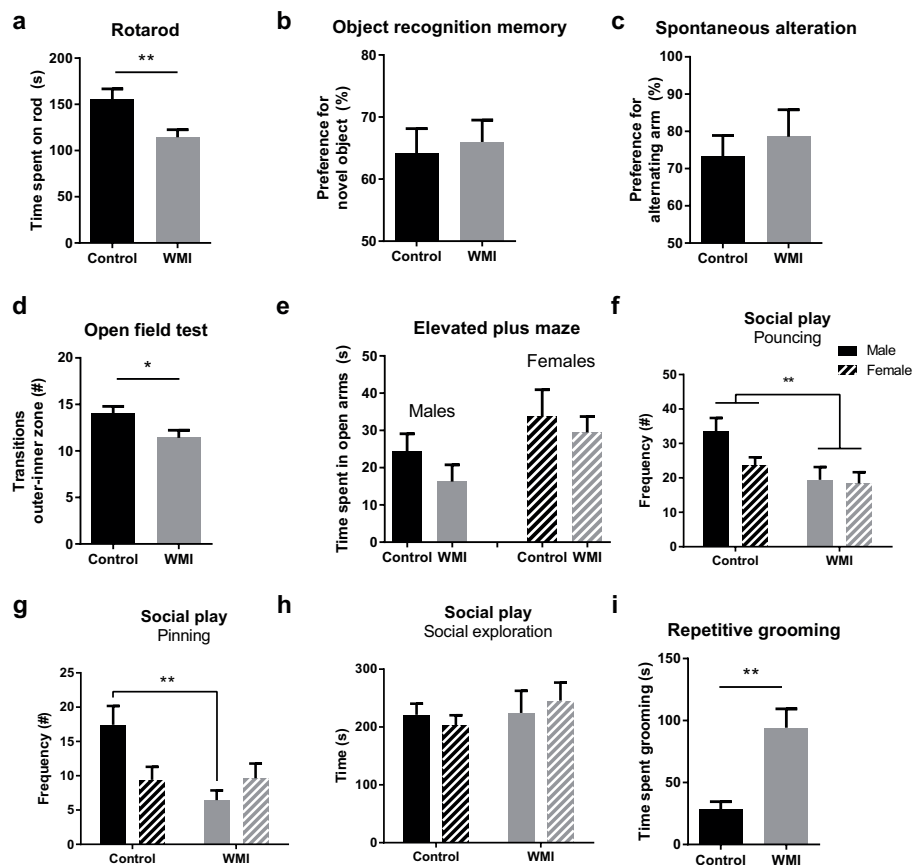 a
Rotarod
Time spent on rod (s)
200
150
100
50
0
**
Control WMI
b
Object recognition memory
Preference for
novel object (%)
80
70
60
50
Control WMI
c
Spontaneous alteration
Preference for
alternating arm (%)
100
90
80
70
60
50
Control WMI
d
Open field test
Transitions
outer-inner zone (#)
20
15
10
5
0
*
Control WMI
e
Elevated plus maze
Time spent in open arms (s)
50
40
30
20
10
0
Males
Females
Control WMI Control WMI
f
Social play
Pouncing
Male
Female
Frequency (#)
50
40
30
20
10
0
**
Control WMI
g
Social play
Pinning
Frequency (#)
25
20
15
10
5
0
**
Control WMI
h
Social play
Social exploration
Time (s)
300
200
100
0
Control WMI
i
Repetitive grooming
Time spent grooming (s)
150
100
50
0
**
Control WMI